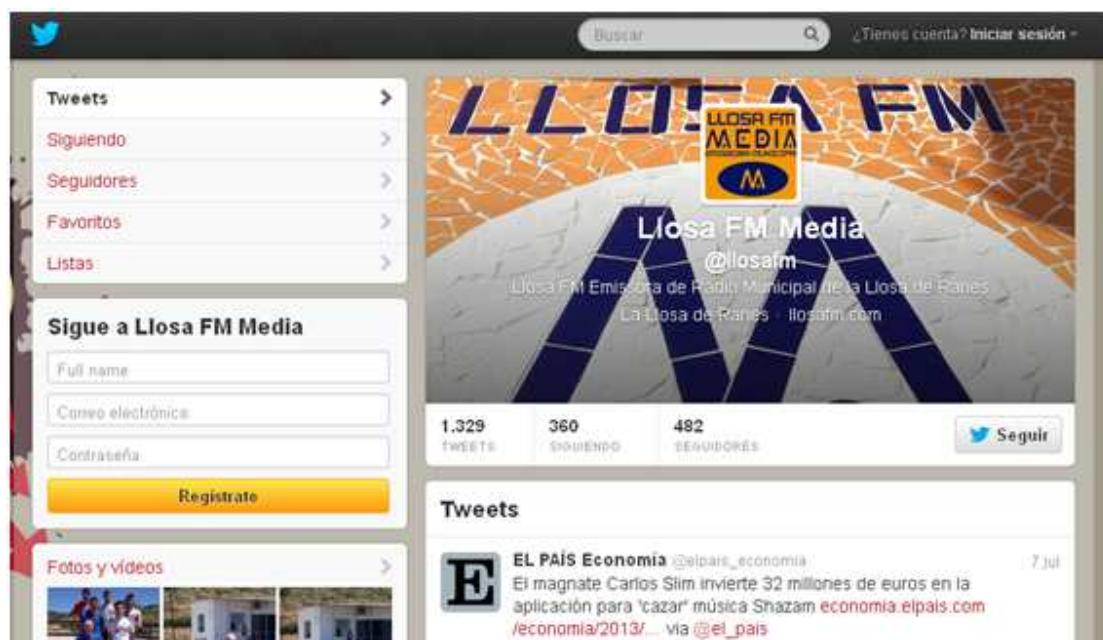 Buscar
¿Tienes cuenta? Iniciar sesión
Tweets
Siguiendo
Seguidores
Favoritos
Listas
Sigue a Llosa FM Media
Full name
Correo electrónico
Contraseña
Regístrate
Fotos y vídeos
LLOSA FM
LLOSA FM
MEDIA
M
Llosa FM Media
@llosafm
Llosa FM Emissora de Ràdio Municipal de la Llosa de Ranes
La Llosa de Ranes · llosafm.com
1.329 360 482
TWEETS SIGUIENDO SEGUIDORES
Seguir
Tweets
E
EL PAÍS Economía @elpais_economia 7 jul
El magnate Carlos Slim invierte 32 millones de euros en la
aplicación para 'cazar' música Shazam economia.elpais.com
/economia/2013/... via @el_pais